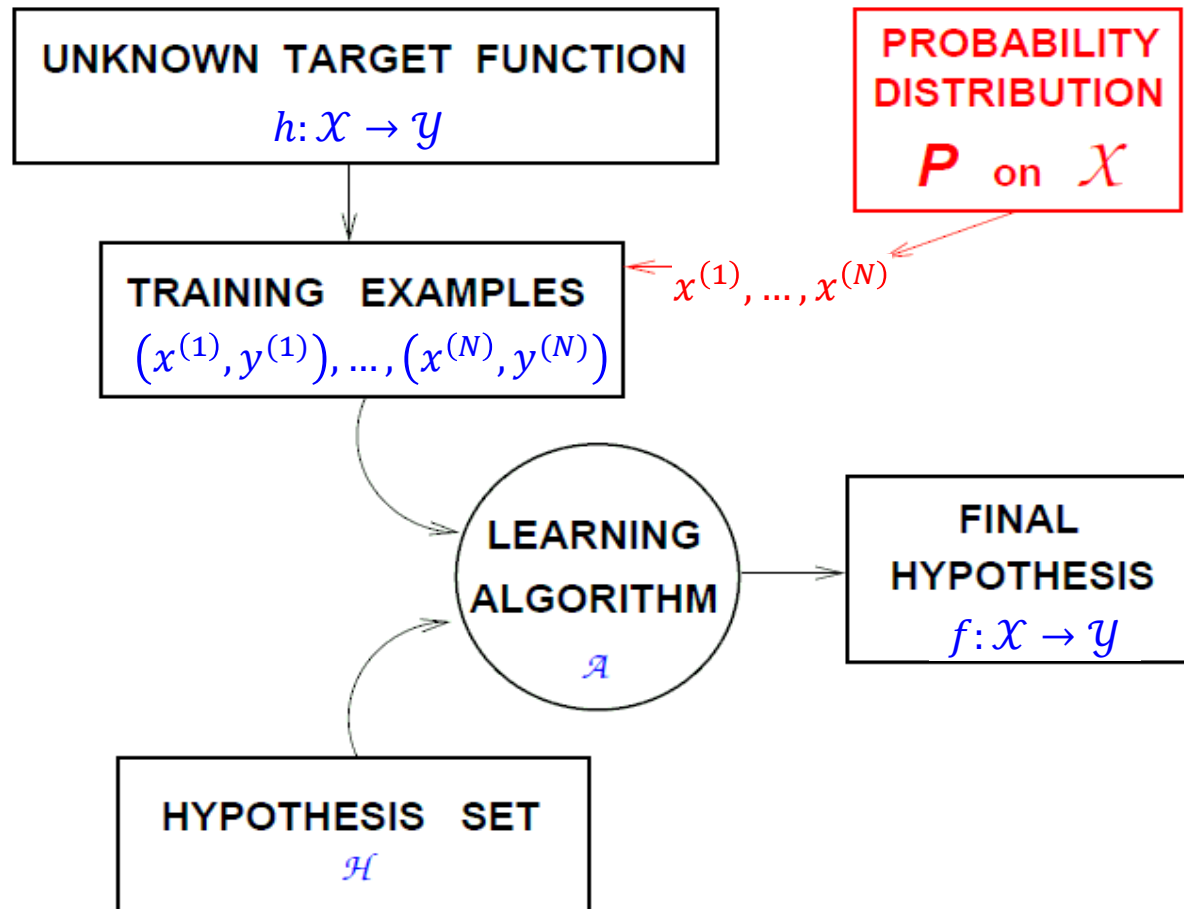 UNKNOWN TARGET FUNCTION
h: 𝒳 → 𝒴
PROBABILITY
DISTRIBUTION
P on 𝒳
TRAINING EXAMPLES
(x⁽¹⁾, y⁽¹⁾), ..., (x⁽ᴺ⁾, y⁽ᴺ⁾)
x⁽¹⁾, ..., x⁽ᴺ⁾
LEARNING
ALGORITHM
𝒜
FINAL
HYPOTHESIS
f: 𝒳 → 𝒴
HYPOTHESIS SET
ℋ